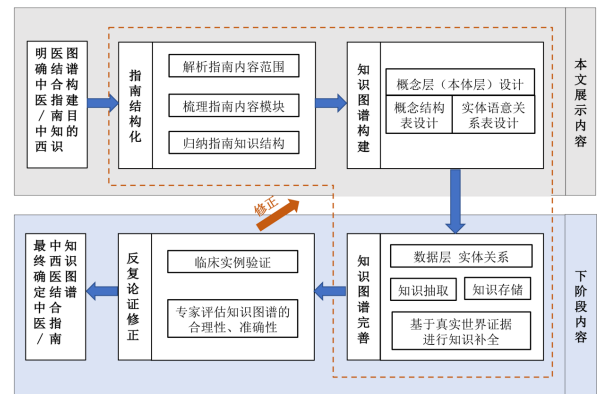 明确中医/中西
医结合指南知识
图谱构建目的
指南结构化
解析指南内容范围
梳理指南内容模块
归纳指南知识结构
知识图谱构建
概念层（本体层）设计
概念结构
表设计
实体语意关
系表设计
本文展示内容
修正
最终确定中医/
中西医结合指南
知识图谱
反复论证修正
临床实例验证
专家评估知识图谱的
合理性、准确性
知识图谱完善
数据层 实体关系
知识抽取
知识存储
基于真实世界证据
进行知识补全
下阶段内容